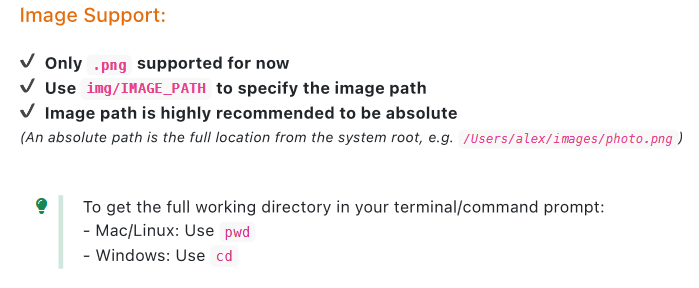 Image Support:
✔ Only .png supported for now
✔ Use img/IMAGE_PATH to specify the image path
✔ Image path is highly recommended to be absolute
(An absolute path is the full location from the system root, e.g. /Users/alex/images/photo.png)
To get the full working directory in your terminal/command prompt:
- Mac/Linux: Use pwd
- Windows: Use cd